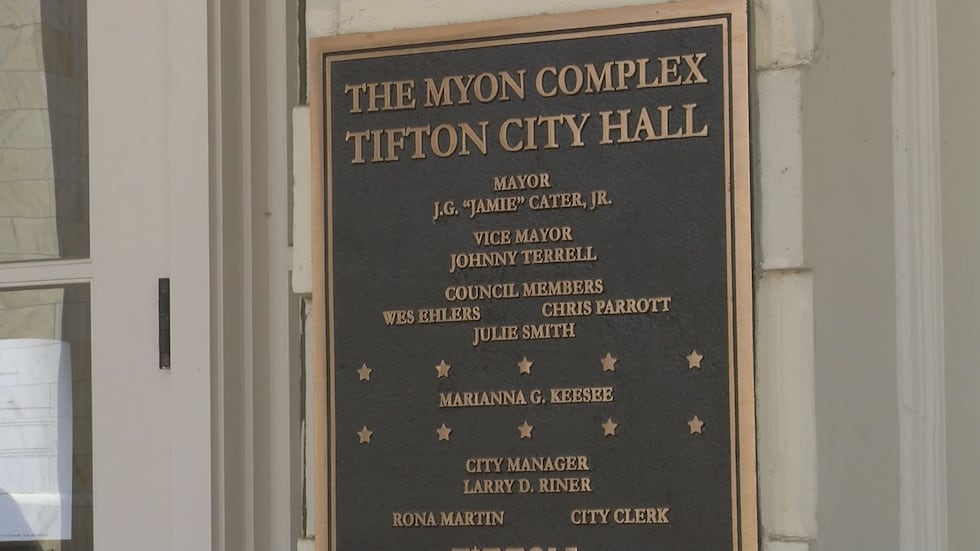 THE MYON COMPLEX
TIFTON CITY HALL
MAYOR
J.G. "JAMIE" CATER, JR.
VICE MAYOR
JOHNNY TERRELL
COUNCIL MEMBERS
WES EHLERS CHRIS PARROTT
JULIE SMITH
MARIANNA G. KEESEE
CITY MANAGER
LARRY D. RINER
RONA MARTIN CITY CLERK